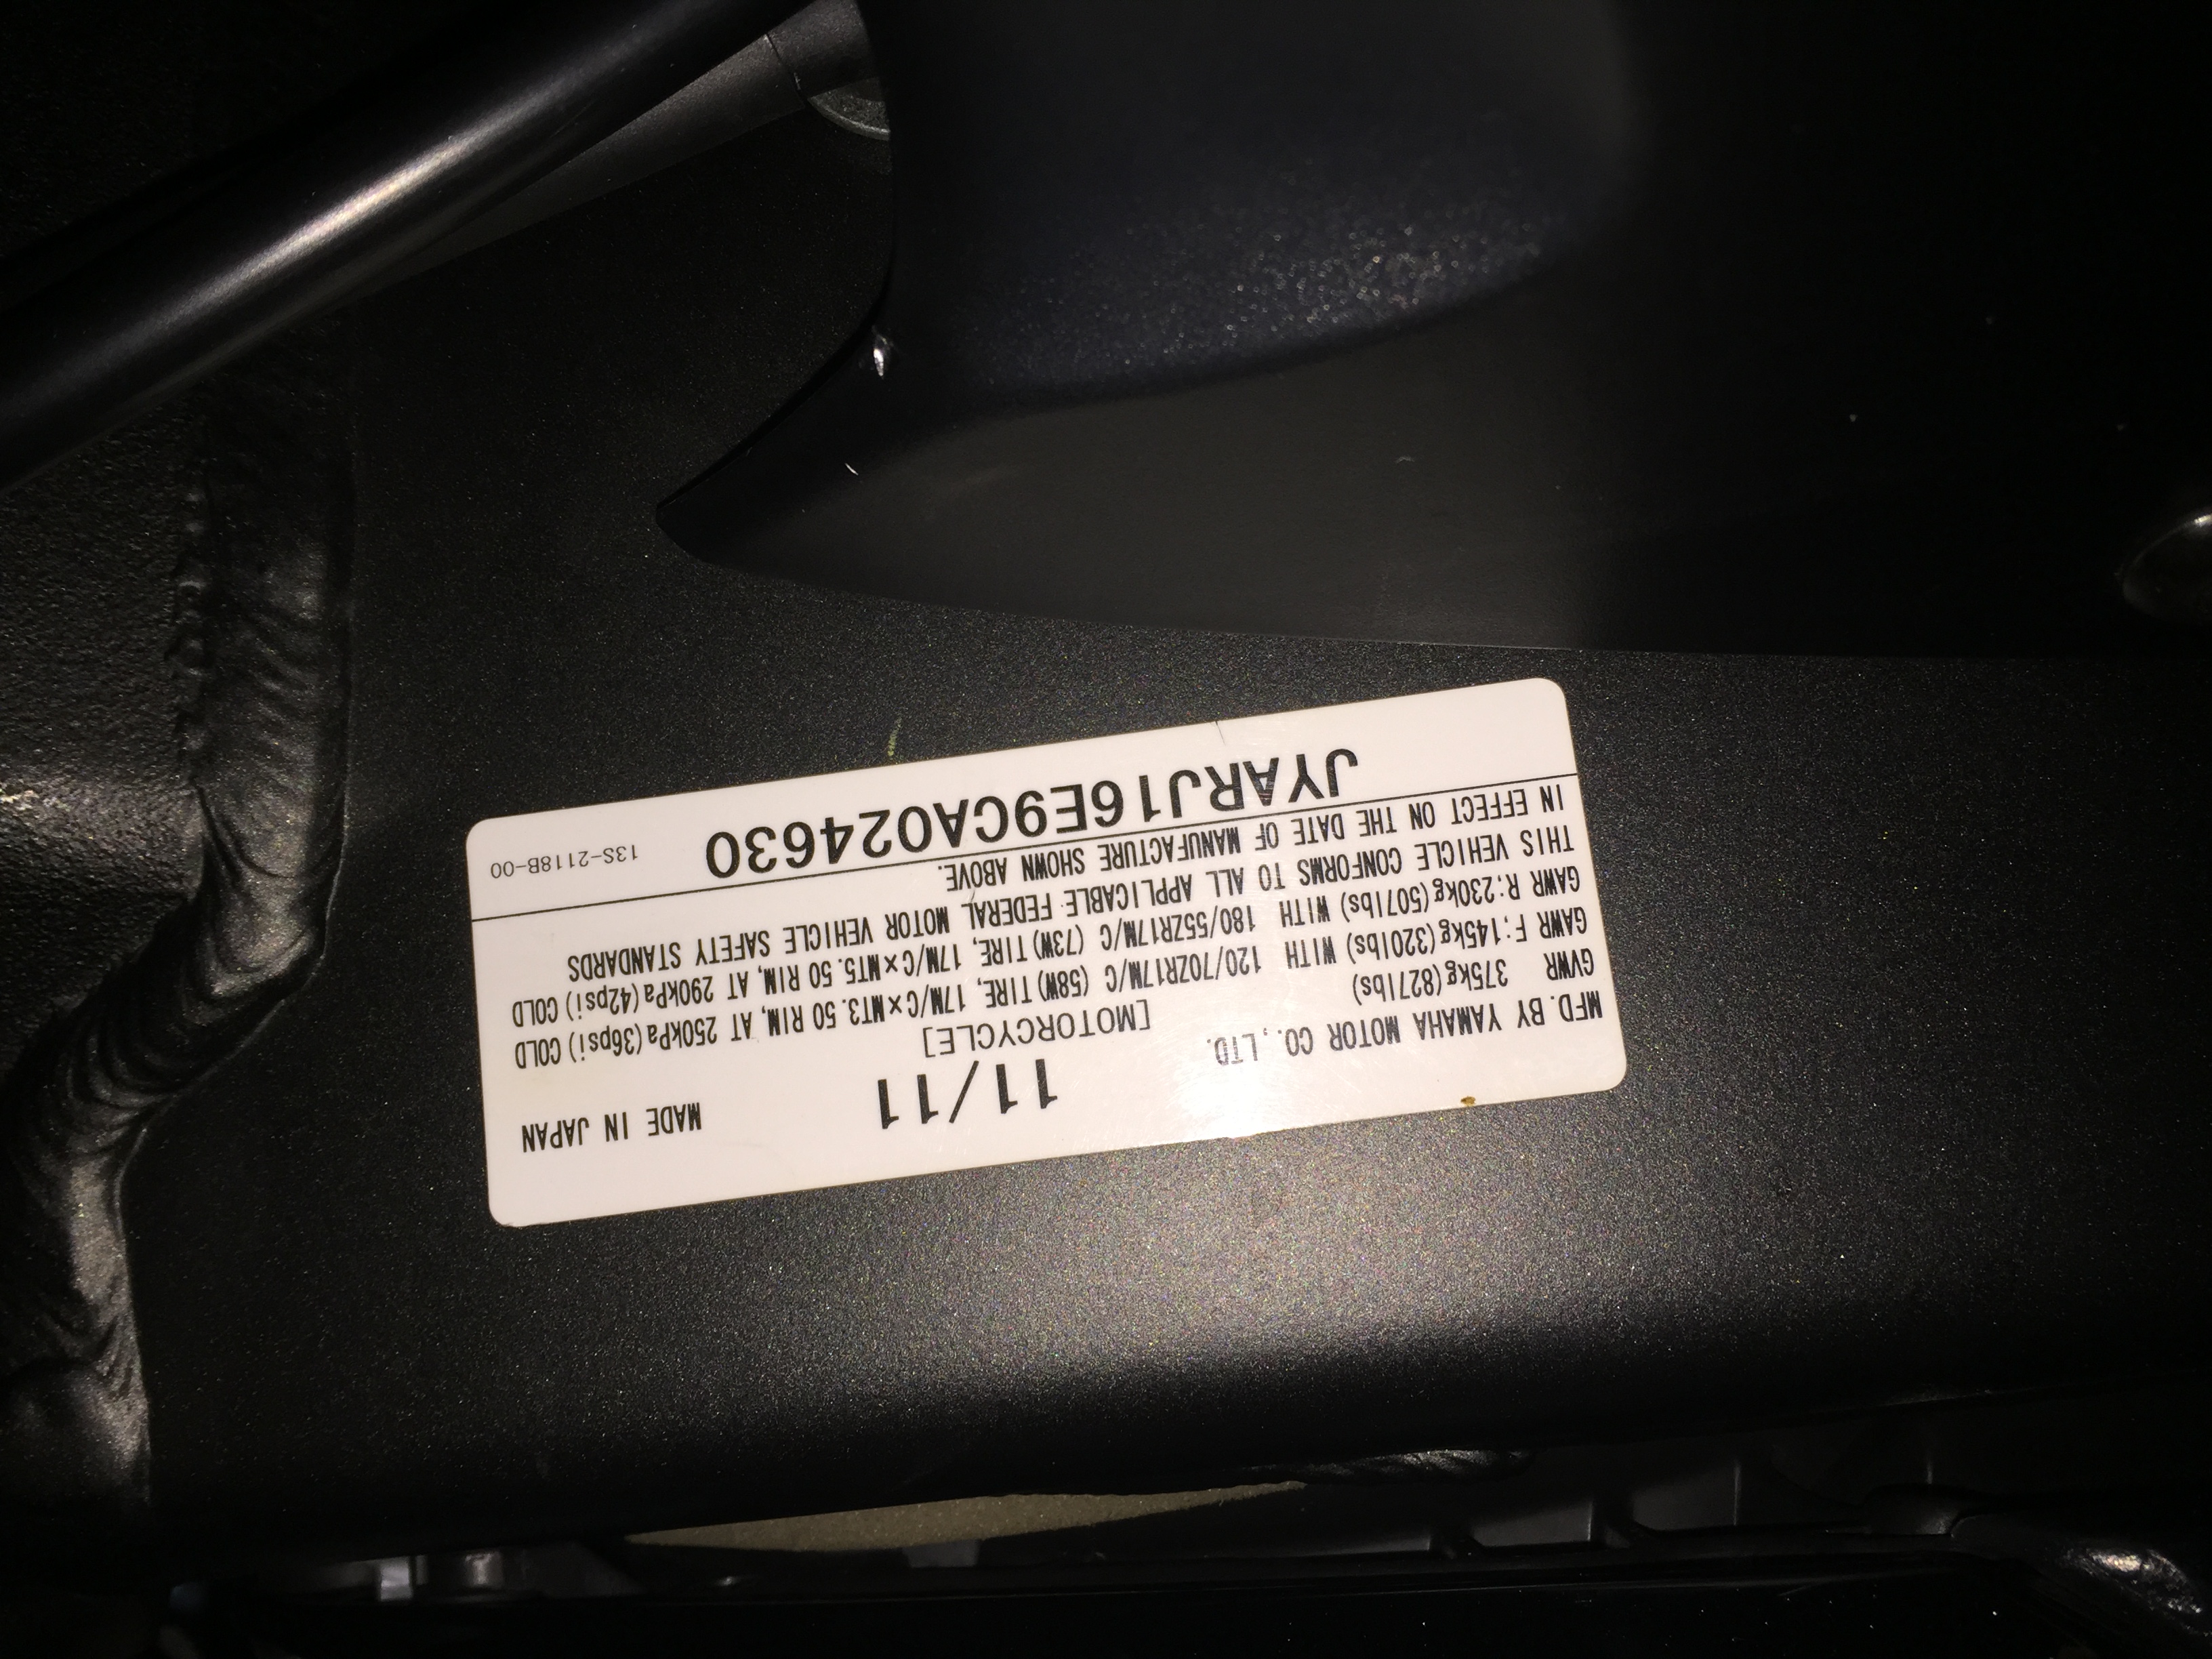 MADE IN JAPAN
11/11
MFD. BY YAMAHA MOTOR CO., LTD. [MOTORCYCLE]
GVWR 375kg(827lbs)
GAWR F:145kg(320lbs) WITH 120/70ZR17M/C (58W) TIRE, 17M/C×MT3.50 RIM, AT 250kPa(36psi) COLD
GAWR R:230kg(507lbs) WITH 180/55ZR17M/C (73W) TIRE, 17M/C×MT5.50 RIM, AT 290kPa(42psi) COLD
THIS VEHICLE CONFORMS TO ALL APPLICABLE FEDERAL MOTOR VEHICLE SAFETY STANDARDS
IN EFFECT ON THE DATE OF MANUFACTURE SHOWN ABOVE.
JYARJ16E9CA024630
13S-2118B-00